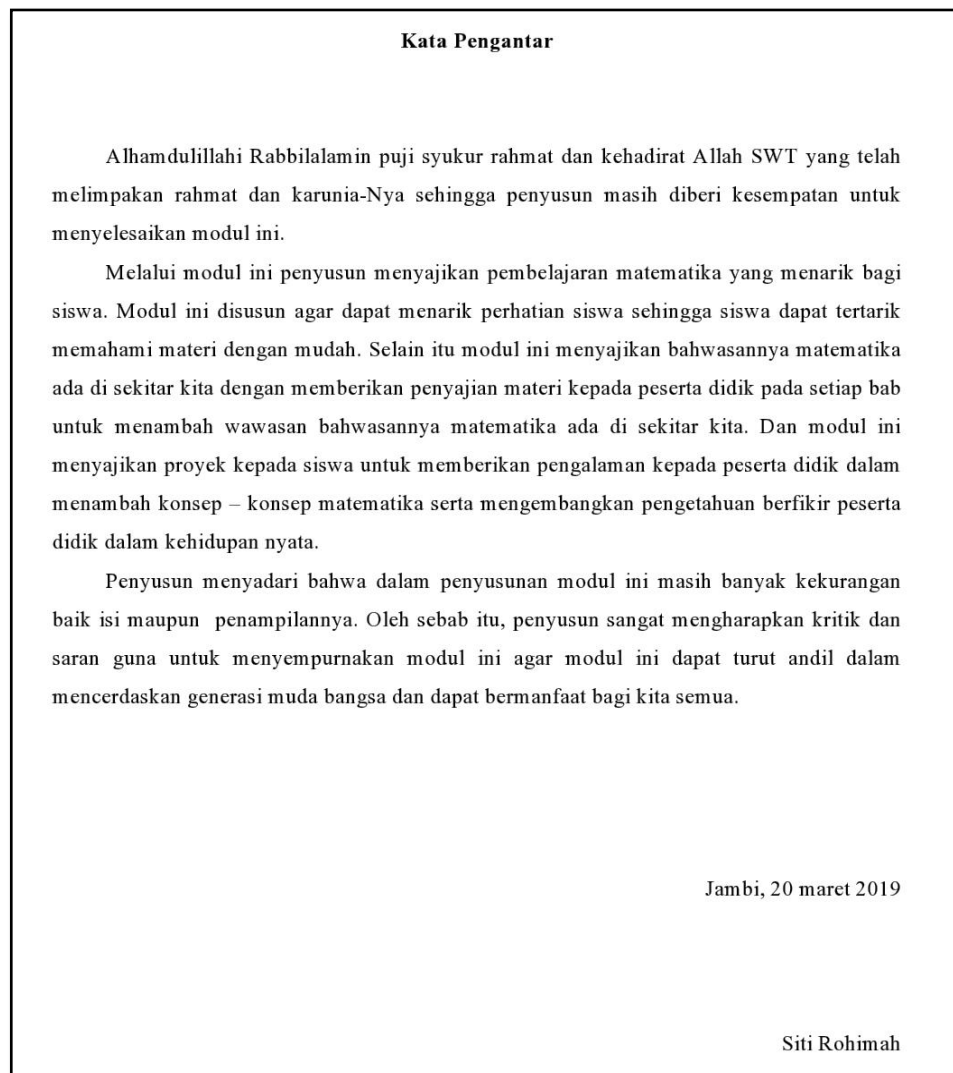 Kata Pengantar
Alhamdulillahi Rabbilalamin puji syukur rahmat dan kehadirat Allah SWT yang telah
melimpakan rahmat dan karunia-Nya sehingga penyusun masih diberi kesempatan untuk
menyelesaikan modul ini.
Melalui modul ini penyusun menyajikan pembelajaran matematika yang menarik bagi
siswa. Modul ini disusun agar dapat menarik perhatian siswa sehingga siswa dapat tertarik
memahami materi dengan mudah. Selain itu modul ini menyajikan bahwasannya matematika
ada di sekitar kita dengan memberikan penyajian materi kepada peserta didik pada setiap bab
untuk menambah wawasan bahwasannya matematika ada di sekitar kita. Dan modul ini
menyajikan proyek kepada siswa untuk memberikan pengalaman kepada peserta didik dalam
menambah konsep – konsep matematika serta mengembangkan pengetahuan berfikir peserta
didik dalam kehidupan nyata.
Penyusun menyadari bahwa dalam penyusunan modul ini masih banyak kekurangan
baik isi maupun penampilannya. Oleh sebab itu, penyusun sangat mengharapkan kritik dan
saran guna untuk menyempurnakan modul ini agar modul ini dapat turut andil dalam
mencerdaskan generasi muda bangsa dan dapat bermanfaat bagi kita semua.
Jambi, 20 maret 2019
Siti Rohimah